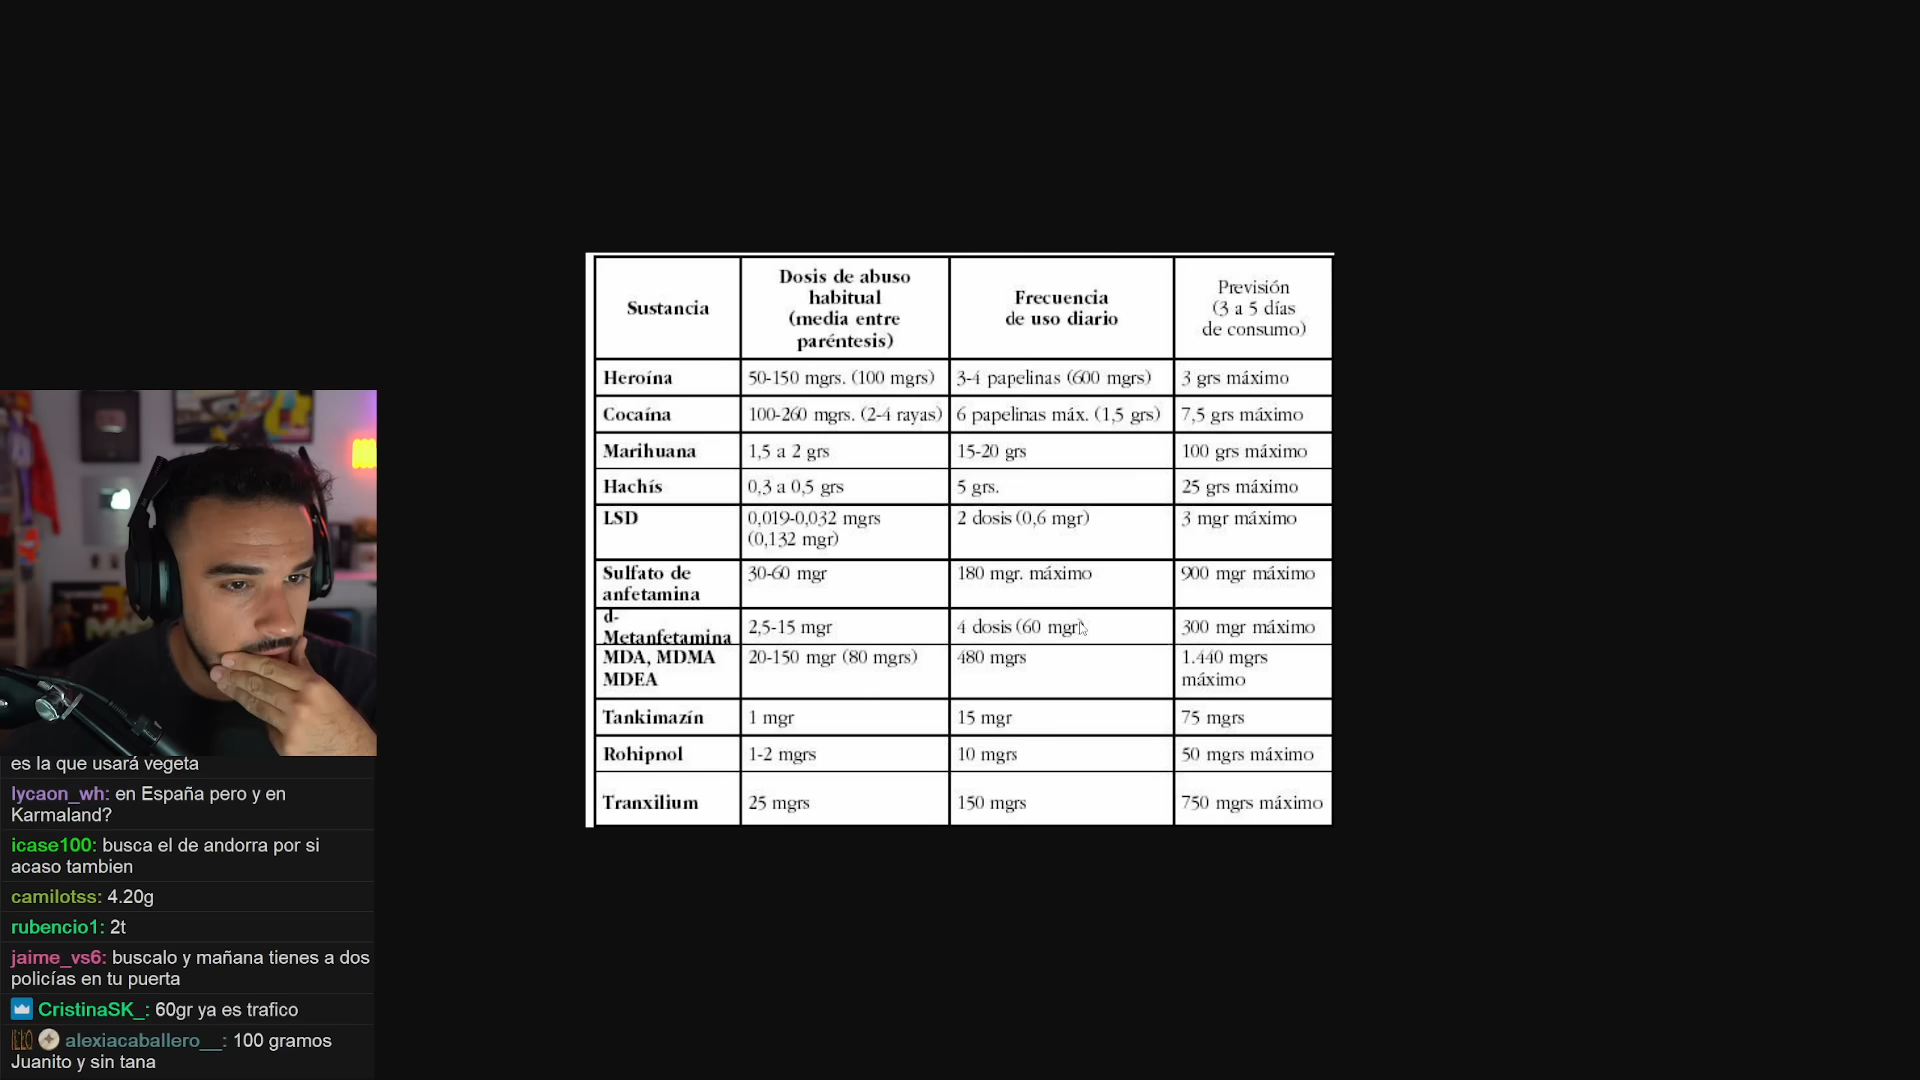 Sustancia
Dosis de abuso
habitual
(media entre
paréntesis)
Frecuencia
de uso diario
Previsión
(3 a 5 días
de consumo)
Heroína 50-150 mgrs. (100 mgrs) 3-4 papelinas (600 mgrs) 3 grs máximo
Cocaína 100-260 mgrs. (2-4 rayas) 6 papelinas máx. (1,5 grs) 7,5 grs máximo
Marihuana 1,5 a 2 grs 15-20 grs 100 grs máximo
Hachís 0,3 a 0,5 grs 5 grs. 25 grs máximo
LSD 0,019-0,032 mgrs 2 dosis (0,6 mgr) 3 mgr máximo
(0,132 mgr)
Sulfato de 30-60 mgr 180 mgr. máximo 900 mgr máximo
anfetamina
d-
Metanfetamina 2,5-15 mgr 4 dosis (60 mgr) 300 mgr máximo
MDA, MDMA 20-150 mgr (80 mgrs) 480 mgrs 1.440 mgrs
MDEA máximo
Tankimazín 1 mgr 15 mgr 75 mgrs
Rohipnol 1-2 mgrs 10 mgrs 50 mgrs máximo
Tranxilium 25 mgrs 150 mgrs 750 mgrs máximo
es la que usará vegeta
lycaon_wh: en España pero y en
Karmaland?
icase100: busca el de andorra por si
acaso tambien
camilotss: 4.20g
rubencio1: 2t
jaime_vs6: buscalo y mañana tienes a dos
policías en tu puerta
CristinaSK_: 60gr ya es trafico
alexiacaballero__: 100 gramos
Juanito y sin tana